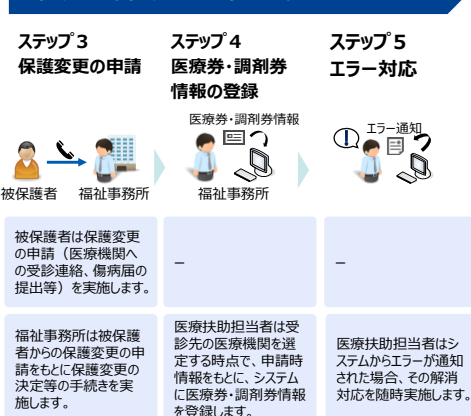 ステップ３
保護変更の申請
ステップ４
医療券・調剤券
情報の登録
ステップ５
エラー対応
医療券・調剤券情報
エラー通知
被保護者
福祉事務所
福祉事務所
被保護者は保護変更
の申請（医療機関へ
の受診連絡、傷病届の
提出等）を実施します。
－
－
福祉事務所は被保護
者からの保護変更の申
請をもとに保護変更の
決定等の手続きを実
施します。
医療扶助担当者は受
診先の医療機関を選
定する時点で、申請時
情報をもとに、システム
に医療券・調剤券情報
を登録します。
医療扶助担当者はシ
ステムからエラーが通知
された場合、その解消
対応を随時実施します。